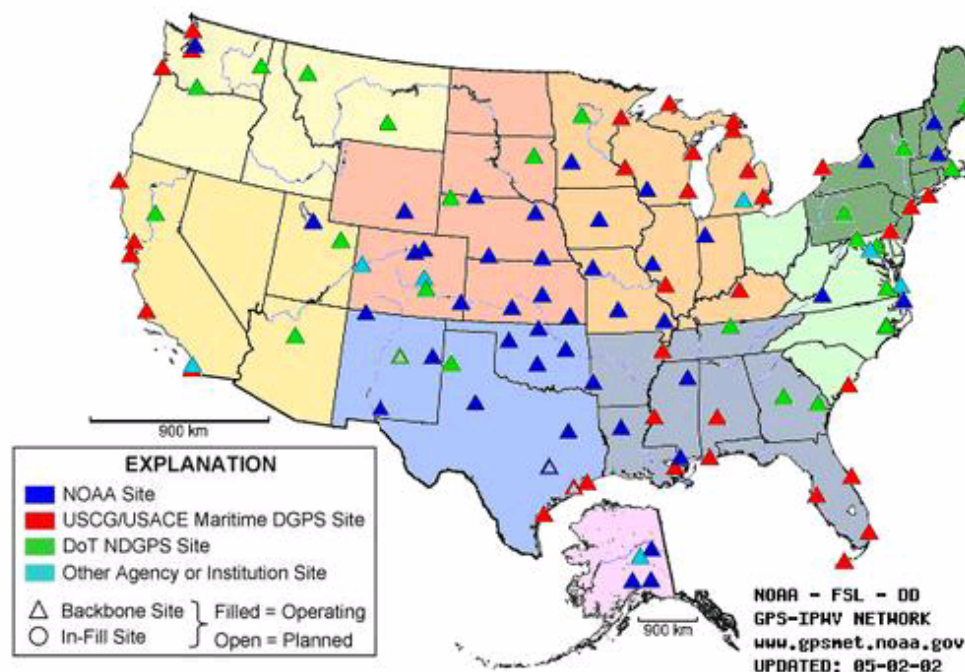 900 km
EXPLANATION
NOAA Site
USCG/USACE Maritime DGPS Site
DoT NDGPS Site
Other Agency or Institution Site
Backbone Site
In-Fill Site
Filled = Operating
Open = Planned
900 km
NOAA - FSL - DD
GPS-IPWV NETWORK
www.gpsmet.noaa.gov
UPDATED: 05-02-02